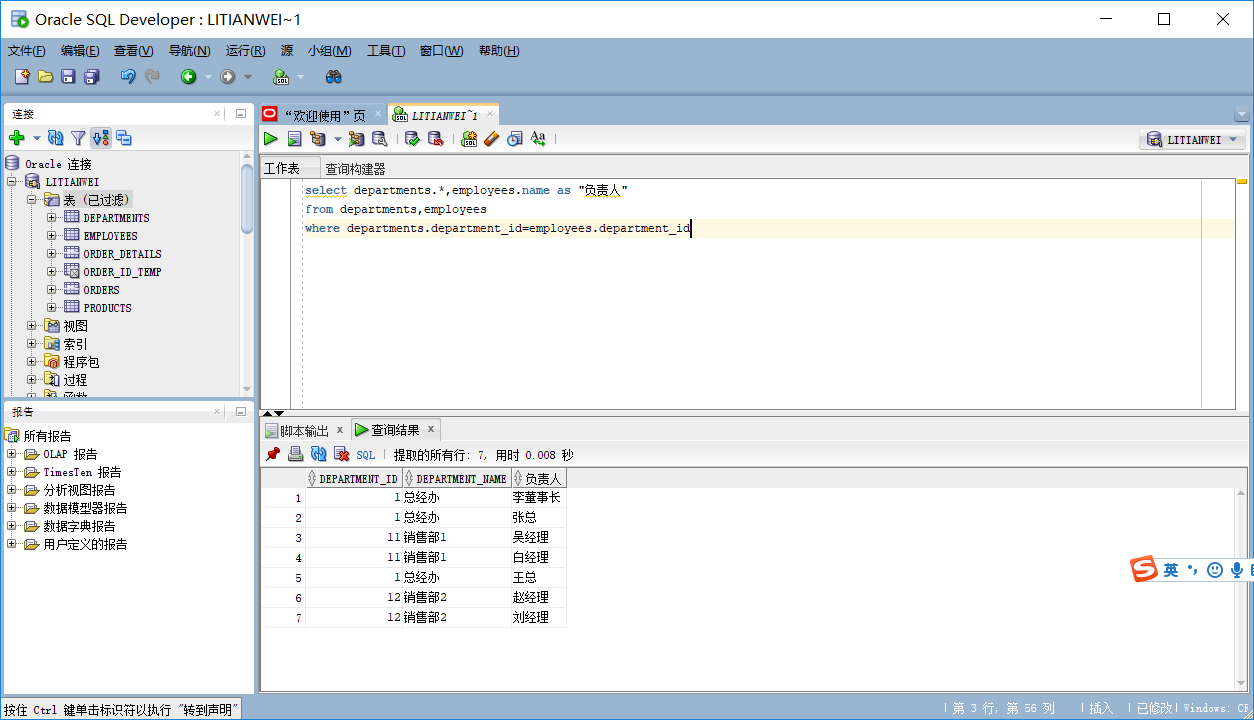 Oracle SQL Developer : LITIANWEI~1
文件(F) 编辑(E) 查看(V) 导航(N) 运行(R) 源 小组(M) 工具(T) 窗口(W) 帮助(H)
连接
Oracle 连接
LITIANWEI
表 (已过滤)
DEPARTMENTS
EMPLOYEES
ORDER_DETAILS
ORDER_ID_TEMP
ORDERS
PRODUCTS
视图
索引
程序包
过程
函数
报告
所有报告
OLAP 报告
TimesTen 报告
分析视图报告
数据模型器报告
数据字典报告
用户定义的报告
“欢迎使用”页 LITIANWEI~1
LITIANWEI
工作表 查询构建器
select departments.*,employees.name as "负责人"
from departments,employees
where departments.department_id=employees.department_id
脚本输出 x 查询结果 x
SQL | 提取的所有行: 7, 用时 0.008 秒
DEPARTMENT_ID DEPARTMENT_NAME 负责人
1 1 总经办 李董事长
2 1 总经办 张总
3 11 销售部1 吴经理
4 11 销售部1 白经理
5 1 总经办 王总
6 12 销售部2 赵经理
7 12 销售部2 刘经理
英
按住 Ctrl 键单击标识符以执行 "转到声明"
第 3 行, 第 56 列 | 插入 | 已修改 | Windows: CR